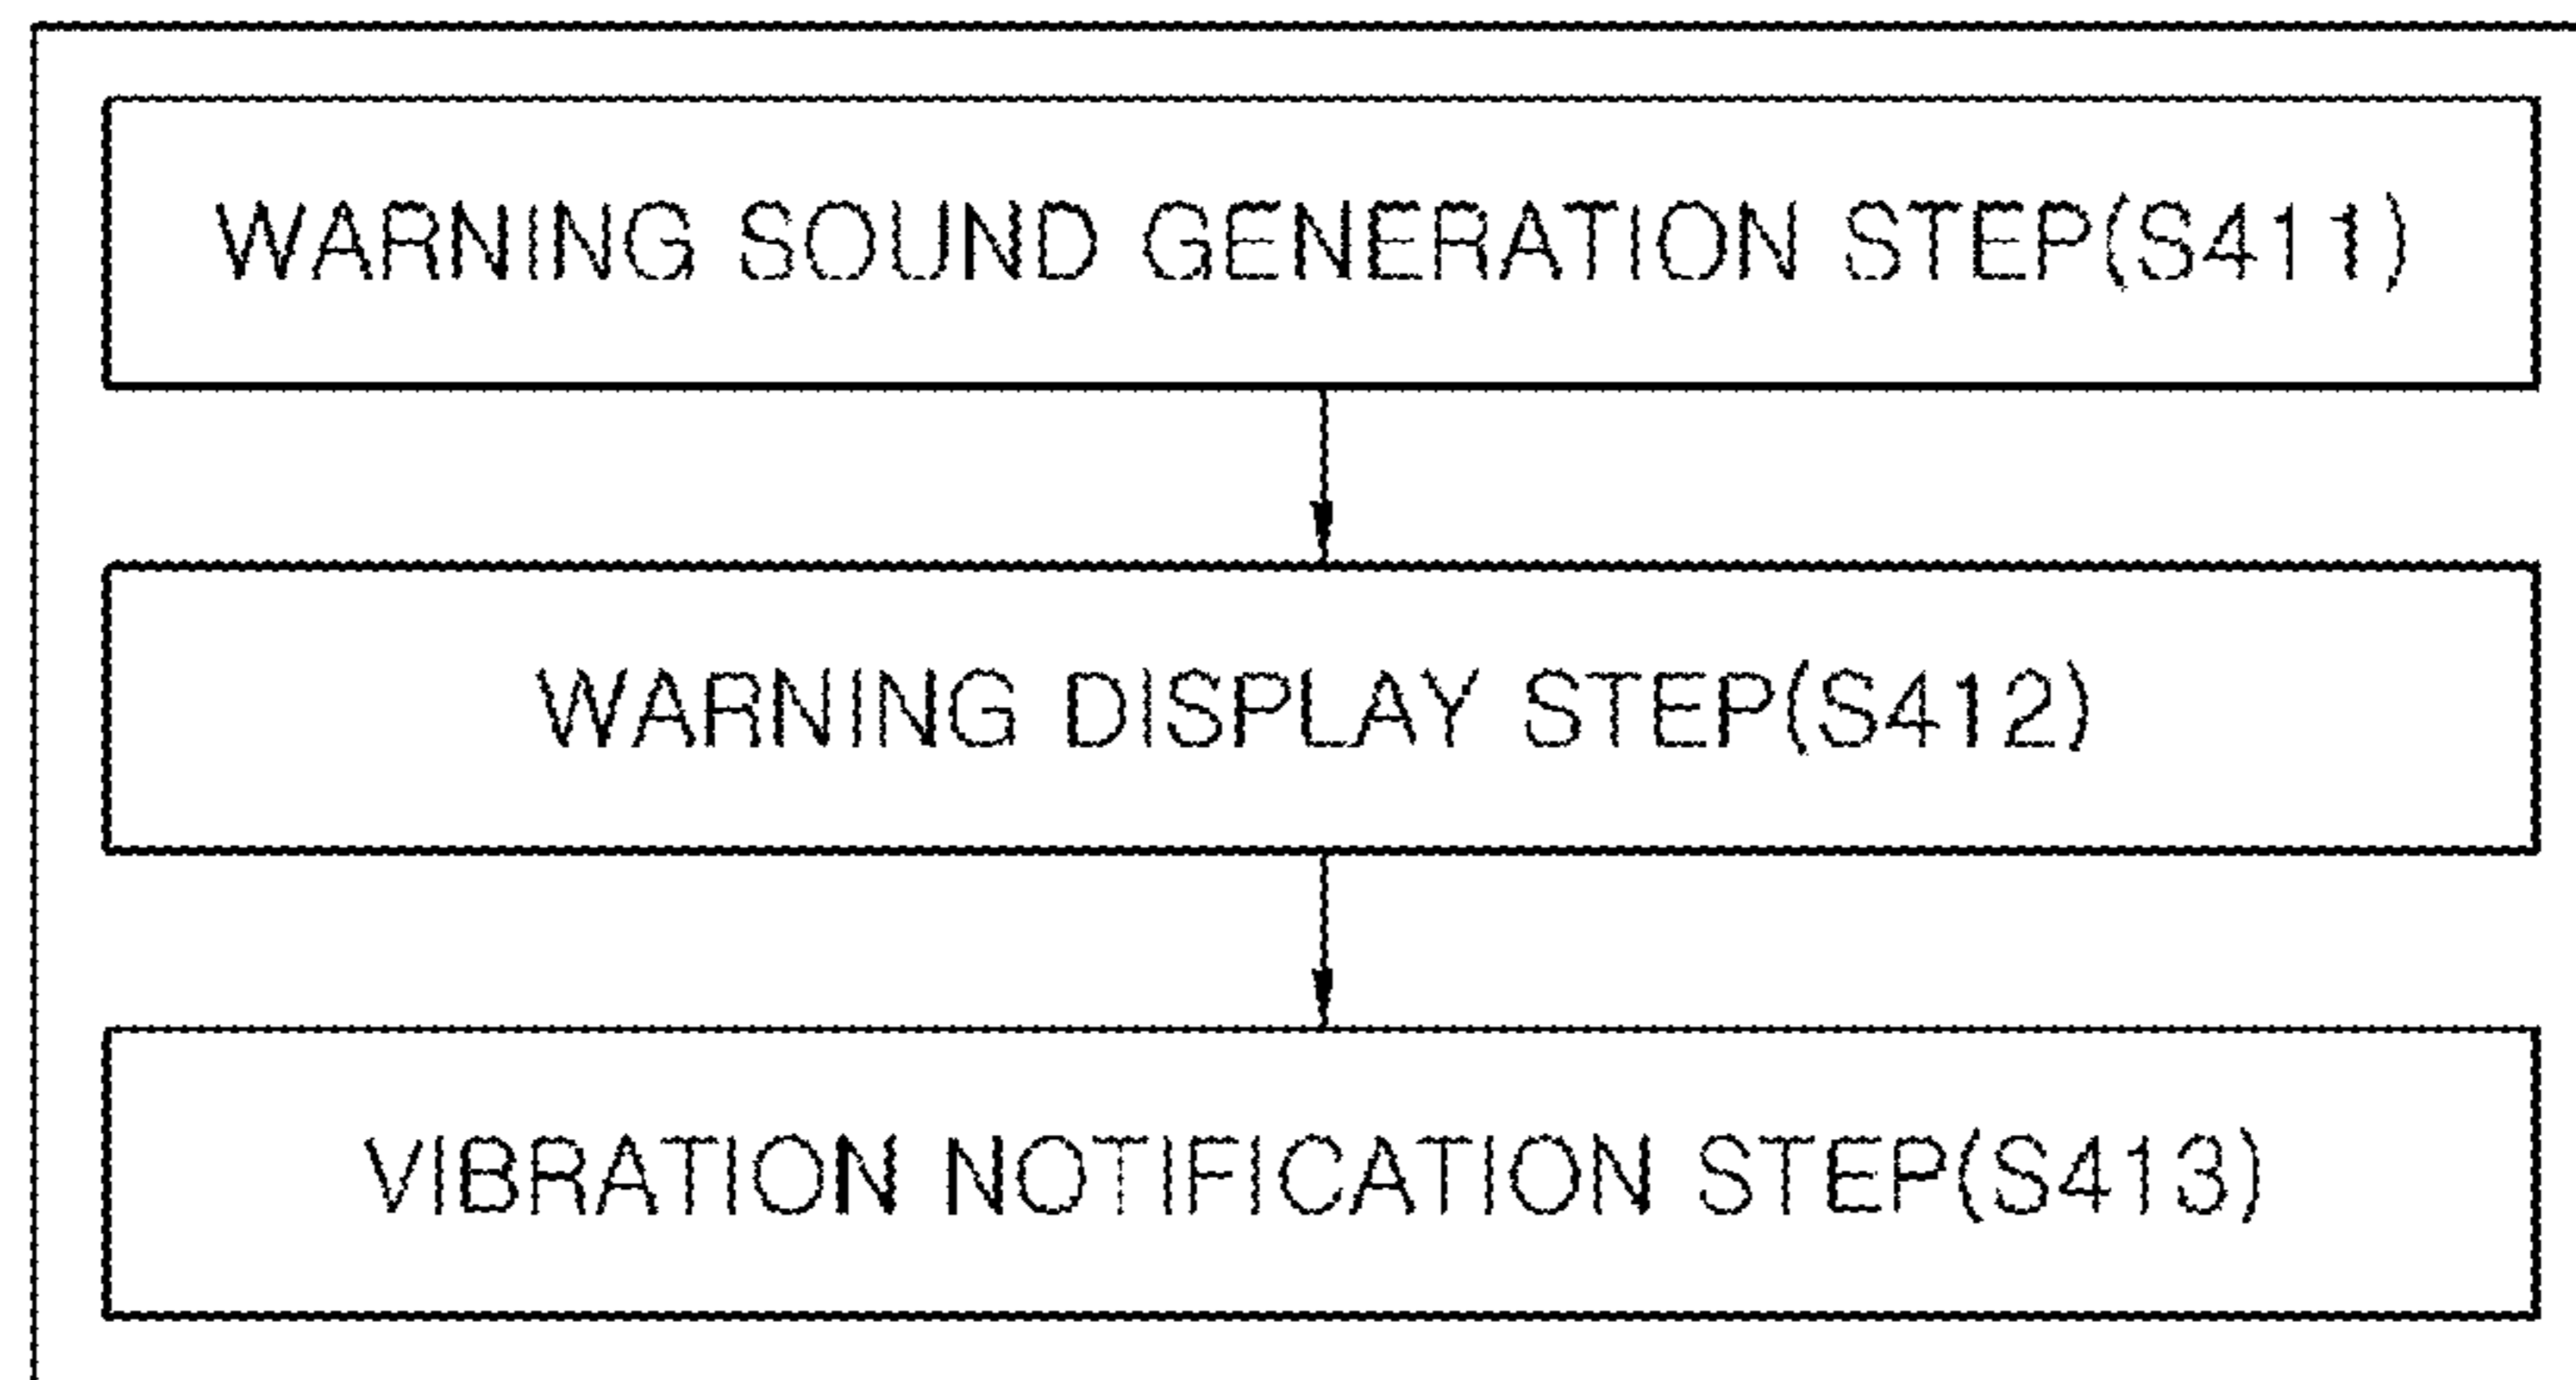 WARNING SOUND GENERATION STEP(S411)
WARNING DISPLAY STEP(S412)
VIBRATION NOTIFICATION STEP(S413)